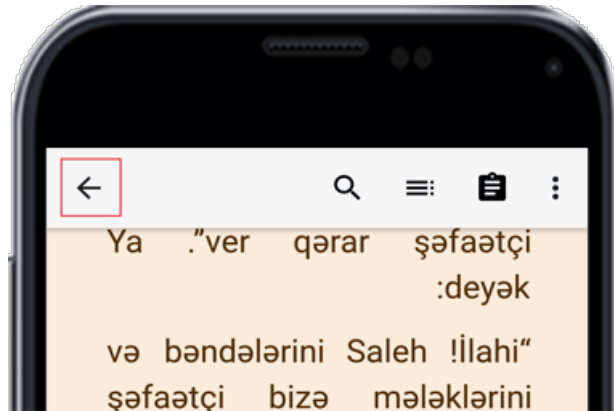 Ya .”ver qərar şəfaətçi
:deyək
və bəndələrini Saleh !İlahi“
şəfaətçi bizə mələklərini